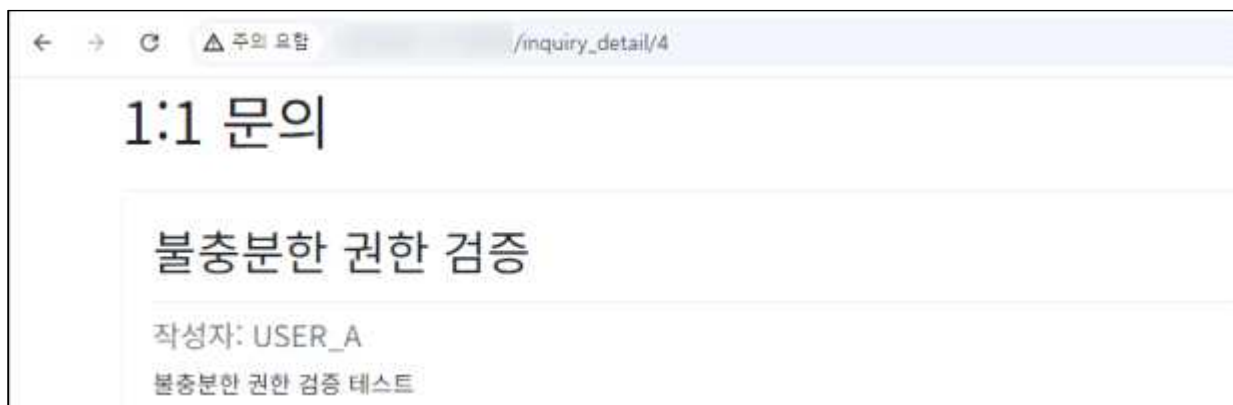 주의 요함 /inquiry_detail/4
1:1 문의
불충분한 권한 검증
작성자: USER_A
불충분한 권한 검증 테스트